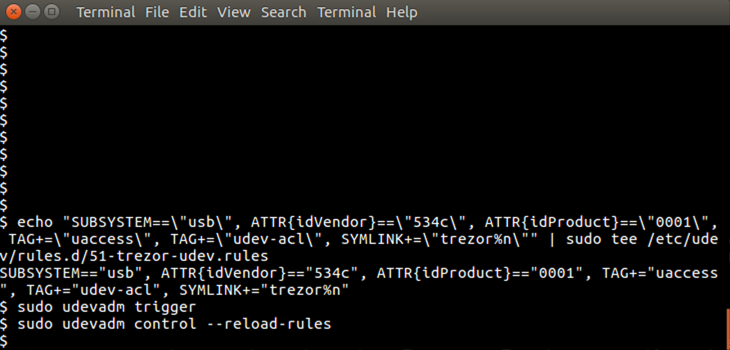 Terminal File Edit View Search Terminal Help
$
$
$
$
$
$
$
$
$
$
$
$ echo "SUBSYSTEM==\"usb\", ATTR{idVendor}==\"534c\", ATTR{idProduct}==\"0001\",
 TAG+=\"uaccess\", TAG+=\"udev-acl\", SYMLINK+=\"trezor%n\"" | sudo tee /etc/ude
v/rules.d/51-trezor-udev.rules
SUBSYSTEM=="usb", ATTR{idVendor}=="534c", ATTR{idProduct}=="0001", TAG+="uaccess
", TAG+="udev-acl", SYMLINK+="trezor%n"
$ sudo udevadm trigger
$ sudo udevadm control --reload-rules
$